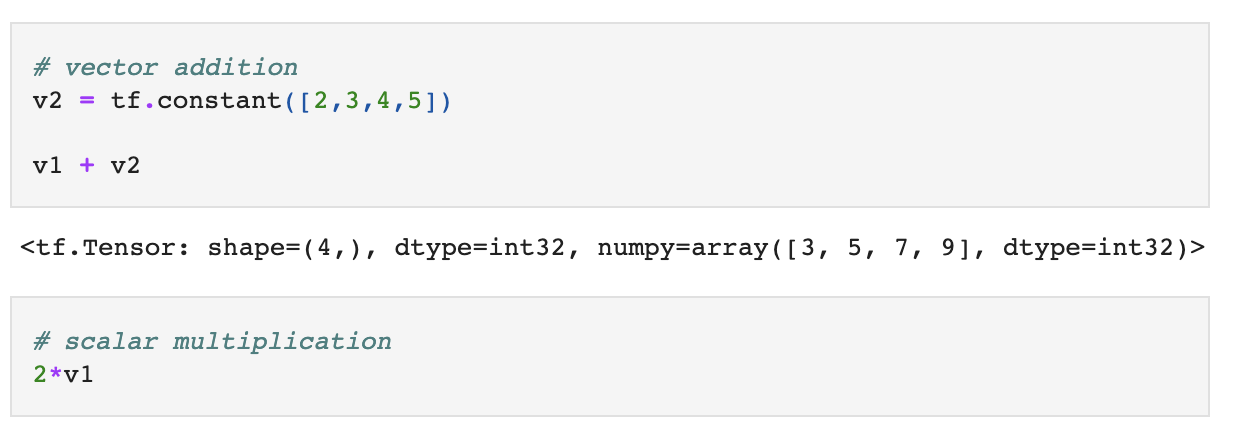 # vector addition
v2 = tf.constant([2,3,4,5])
v1 + v2
<tf.Tensor: shape=(4,), dtype=int32, numpy=array([3, 5, 7, 9], dtype=int32)>
# scalar multiplication
2*v1